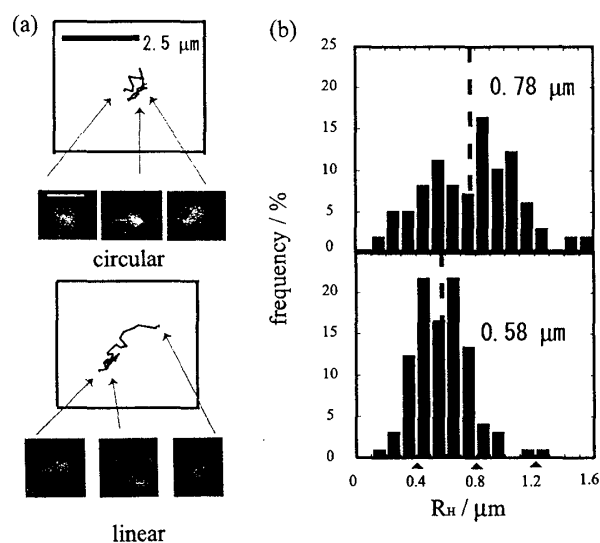 (a)
2.5 μm
circular
linear
(b)
frequency / %
25
20
15
10
5
0
0.78 μm
20
15
10
5
0
0.58 μm
0
0.4
0.8
1.2
1.6
RH / μm